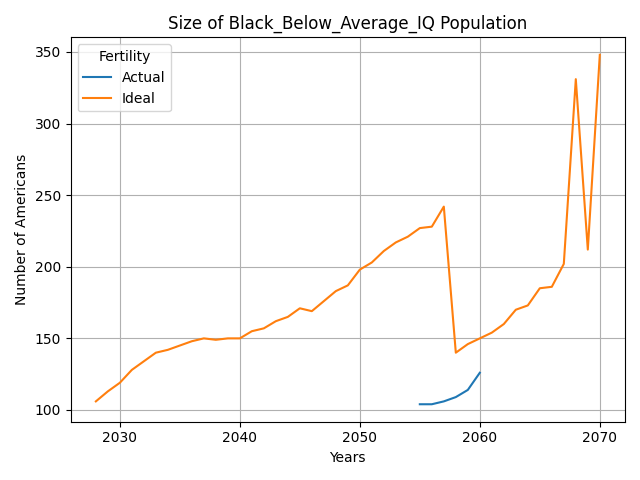 Size of Black_Below_Average_IQ Population
Fertility
Actual
Ideal
Number of Americans
350
300
250
200
150
100
2030 2040 2050 2060 2070
Years